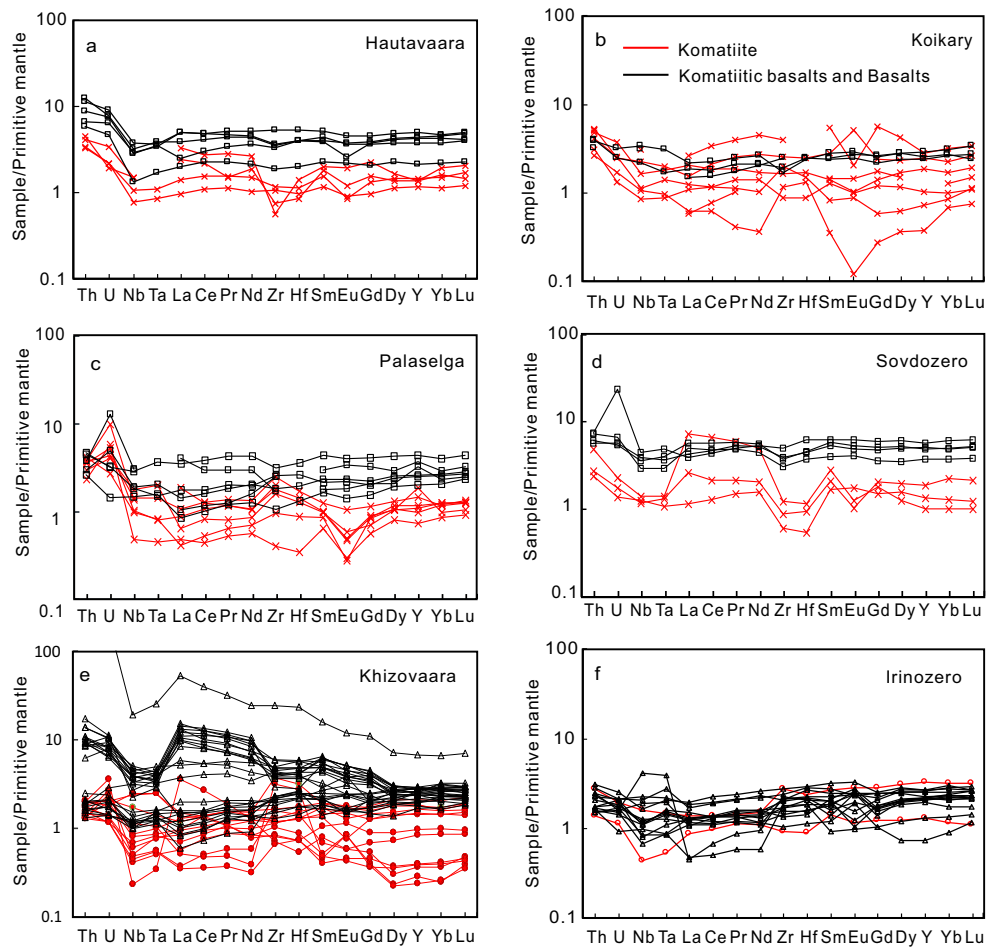 a
Hautavaara
Sample/Primitive mantle
100
10
1
0.1
Th U Nb Ta La Ce Pr Nd Zr Hf Sm Eu Gd Dy Y Yb Lu
b
Koikary
Komatiite
Komatiitic basalts and Basalts
Sample/Primitive mantle
100
10
1
0.1
Th U Nb Ta La Ce Pr Nd Zr Hf Sm Eu Gd Dy Y Yb Lu
c
Palaselga
Sample/Primitive mantle
100
10
1
0.1
Th U Nb Ta La Ce Pr Nd Zr Hf Sm Eu Gd Dy Y Yb Lu
d
Sovdozero
Sample/Primitive mantle
100
10
1
0.1
Th U Nb Ta La Ce Pr Nd Zr Hf Sm Eu Gd Dy Y Yb Lu
e
Khizovaara
Sample/Primitive mantle
100
10
1
0.1
Th U Nb Ta La Ce Pr Nd Zr Hf Sm Eu Gd Dy Y Yb Lu
f
Irinozero
Sample/Primitive mantle
100
10
1
0.1
Th U Nb Ta La Ce Pr Nd Zr Hf Sm Eu Gd Dy Y Yb Lu